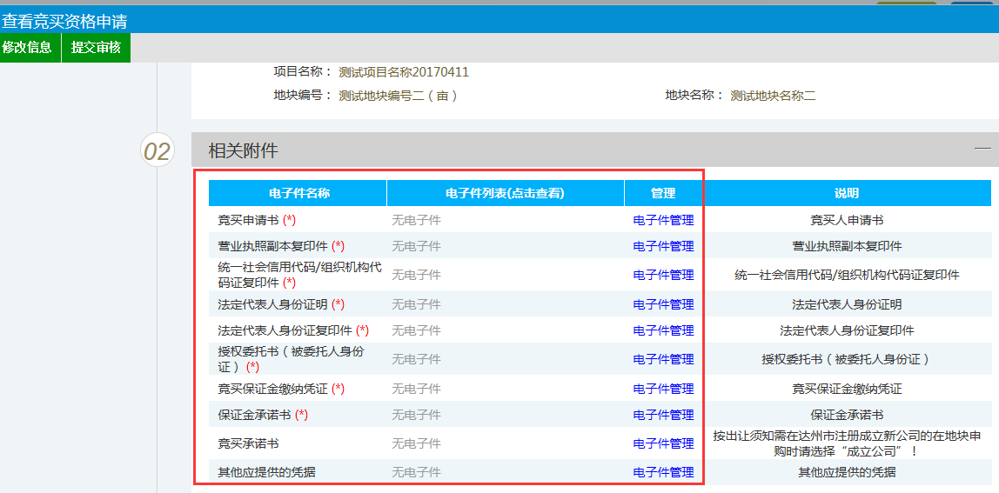 查看竞买资格申请
修改信息 提交审核
项目名称： 测试项目名称20170411
地块编号： 测试地块编号二（亩） 地块名称： 测试地块名称二
02 相关附件
电子件名称 电子件列表(点击查看) 管理 说明
竞买申请书 (*) 无电子件 电子件管理 竞买人申请书
营业执照副本复印件 (*) 无电子件 电子件管理 营业执照副本复印件
统一社会信用代码/组织机构代
码证复印件 (*) 无电子件 电子件管理 统一社会信用代码/组织机构代码证复印件
法定代表人身份证明 (*) 无电子件 电子件管理 法定代表人身份证明
法定代表人身份证复印件 (*) 无电子件 电子件管理 法定代表人身份证复印件
授权委托书（被委托人身份
证） (*) 无电子件 电子件管理 授权委托书（被委托人身份证）
竞买保证金缴纳凭证 (*) 无电子件 电子件管理 竞买保证金缴纳凭证
保证金承诺书 (*) 无电子件 电子件管理 保证金承诺书
竞买承诺书 无电子件 电子件管理 按出让须知需在达州市注册成立新公司的在地块申
购时请选择“成立公司”！
其他应提供的凭据 无电子件 电子件管理 其他应提供的凭据